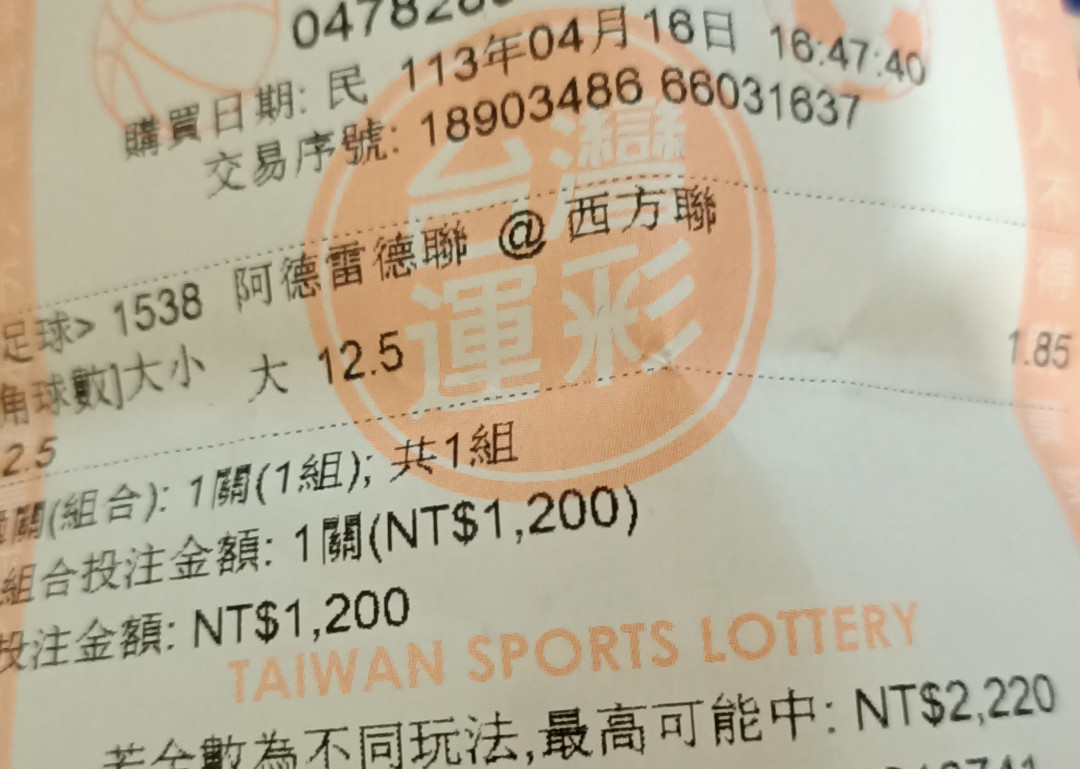 購買日期: 民 113年04月16日 16:47:40
交易序號: 18903486 66031637
台灣
運彩
足球> 1538 阿德雷德聯 @ 西方聯
角球數]大小 大 12.5 1.85
2.5
關(組合): 1關(1組); 共1組
組合投注金額: 1關(NT$1,200)
投注金額: NT$1,200
TAIWAN SPORTS LOTTERY
數為不同玩法,最高可能中: NT$2,220